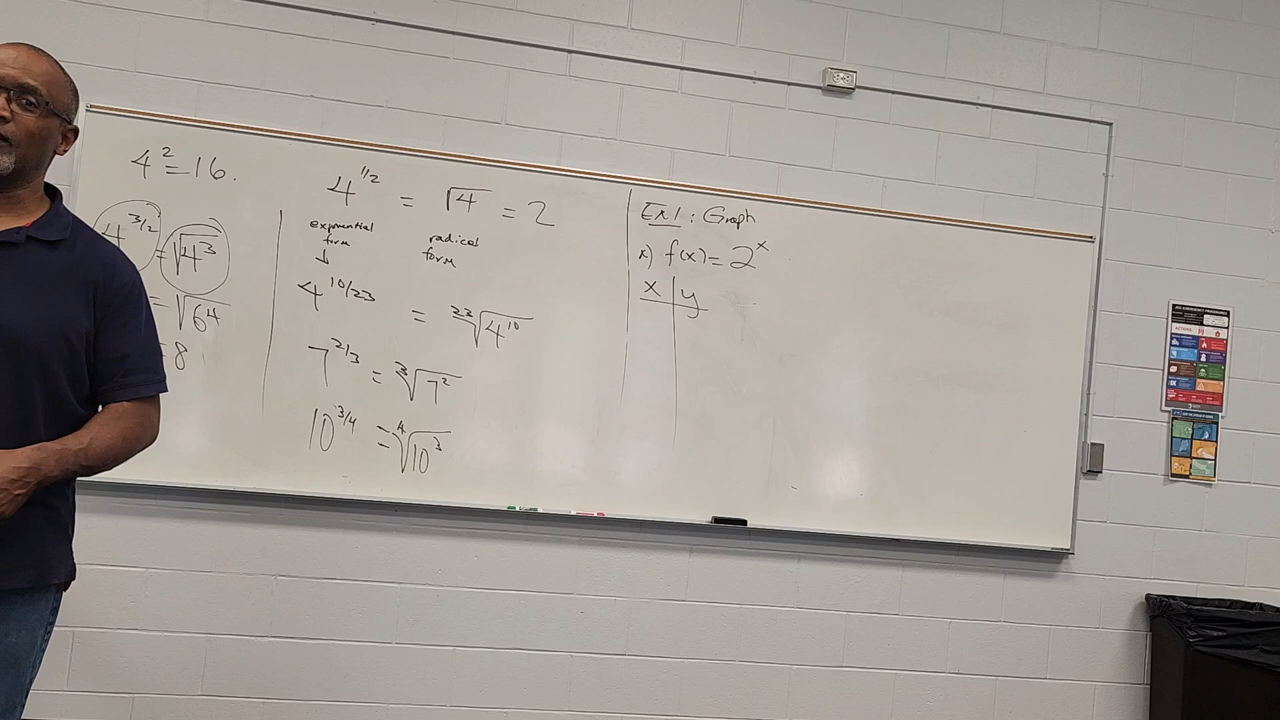 4² = 16.
4^3/2 = √4³
= √64
= 8
4^1/2 = √4 = 2
exponential form
↓
radical form
4^10/23 = ²³√4¹⁰
7^2/3 = ³√7²
10^3/4 = ⁴√10³
Ex1: Graph
f(x) = 2^x
x | y